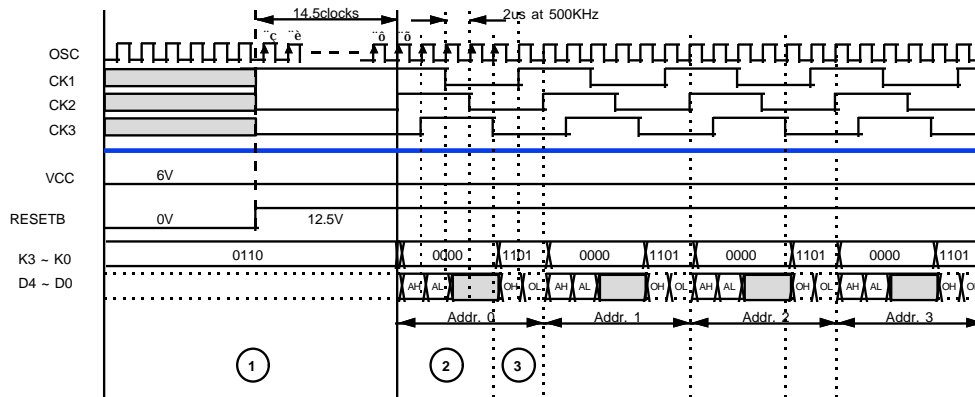 14.5clocks 2us at 500KHz
¨ç ¨è ¨ô ¨õ
OSC
CK1
CK2
CK3
VCC 6V
RESETB 0V 12.5V
K3 ~ K0 0110 0000 1101 0000 1101 0000 1101 0000 1101
D4 ~ D0 AH AL OH OL AH AL OH OL AH AL OH OL AH AL OH OL
Addr. 0 Addr. 1 Addr. 2 Addr. 3
1 2 3